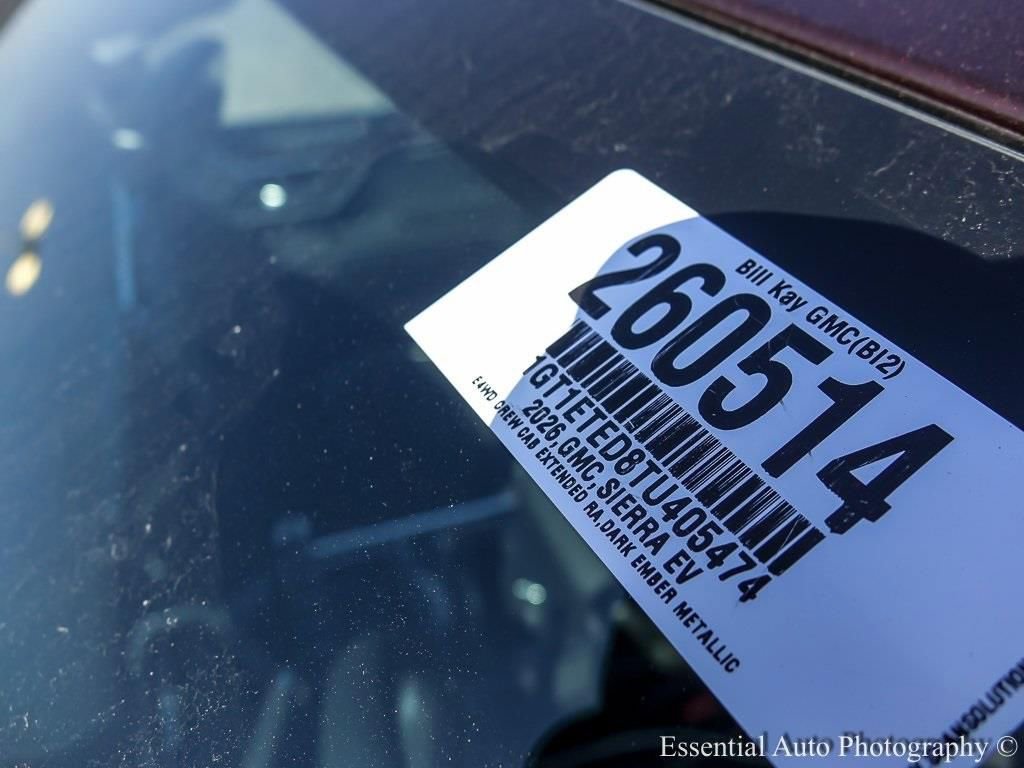 Bill Kay GMC(BI2)
260514
1GT1ETED8TU405474
2026,GMC,SIERRA EV
E4WD CREW CAB EXTENDED RA,DARK EMBER METALLIC
Essential Auto Photography ©